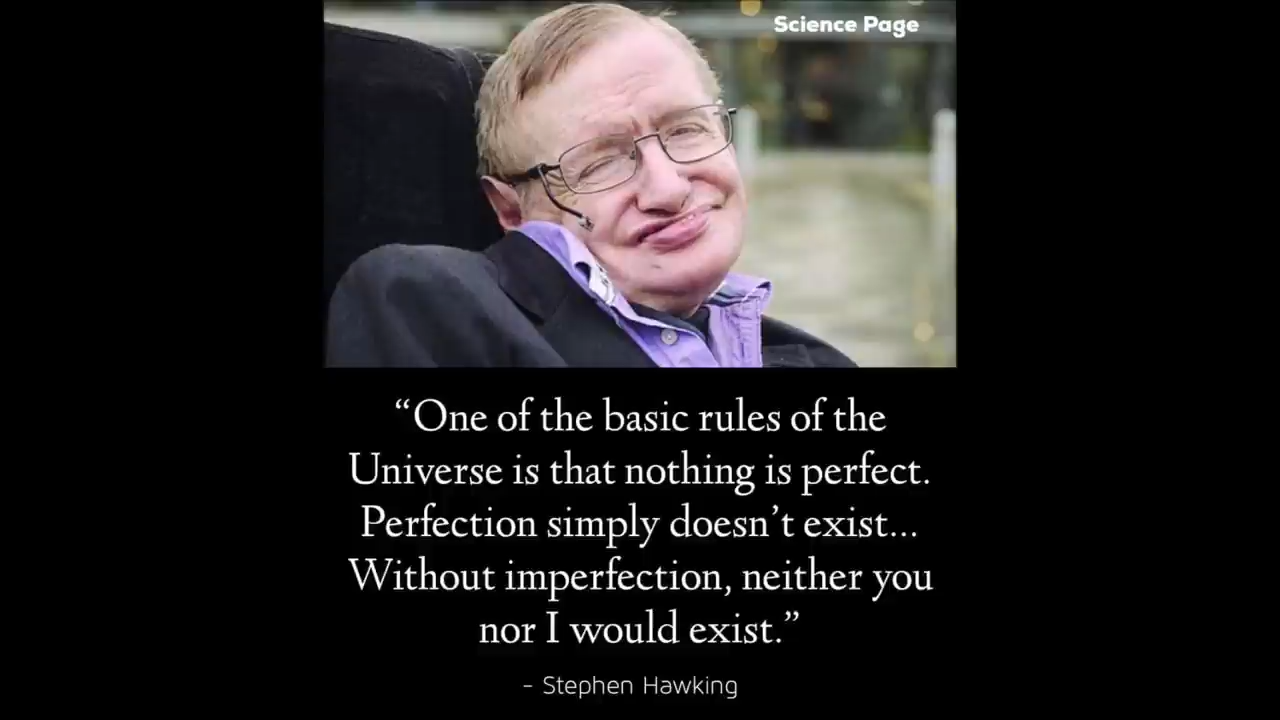 Science Page
“One of the basic rules of the
Universe is that nothing is perfect.
Perfection simply doesn’t exist...
Without imperfection, neither you
nor I would exist.”
- Stephen Hawking